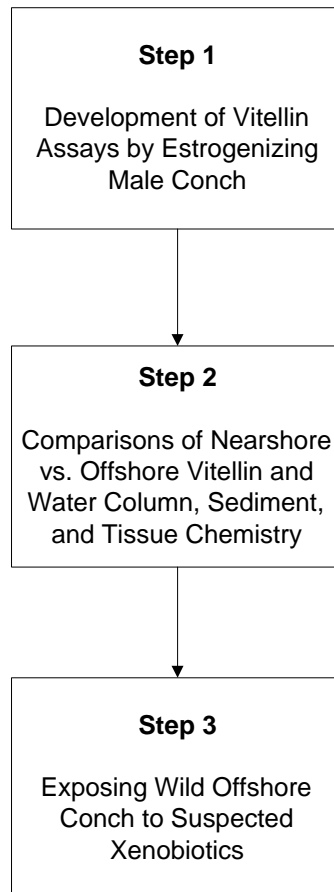 Step 1
Development of Vitellin
Assays by Estrogenizing
Male Conch
Step 2
Comparisons of Nearshore
vs. Offshore Vitellin and
Water Column, Sediment,
and Tissue Chemistry
Step 3
Exposing Wild Offshore
Conch to Suspected
Xenobiotics